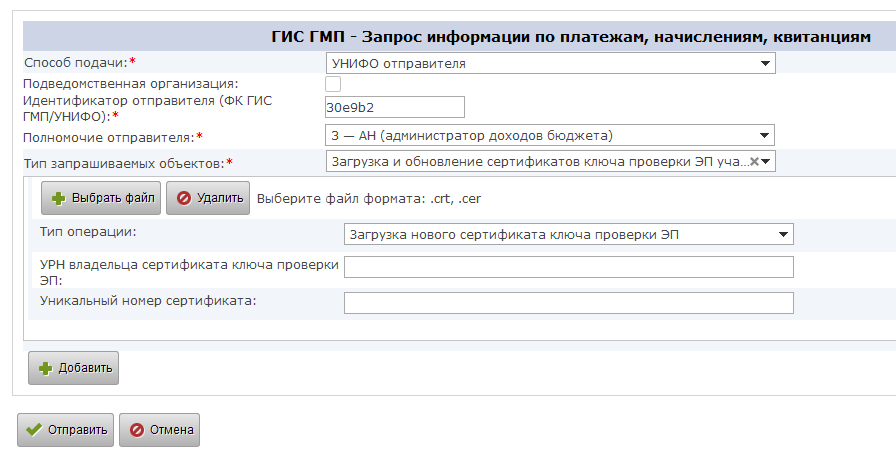 ГИС ГМП - Запрос информации по платежам, начислениям, квитанциям
Способ подачи:*
УНИФО отправителя
Подведомственная организация:
Идентификатор отправителя (ФК ГИС
ГМП/УНИФО):*
30e9b2
Полномочие отправителя:*
3 — АН (администратор доходов бюджета)
Тип запрашиваемых объектов:*
Загрузка и обновление сертификатов ключа проверки ЭП уча...
Выбрать файл
Удалить
Выберите файл формата: .crt, .cer
Тип операции:
Загрузка нового сертификата ключа проверки ЭП
УРН владельца сертификата ключа проверки
ЭП:
Уникальный номер сертификата:
Добавить
Отправить
Отмена